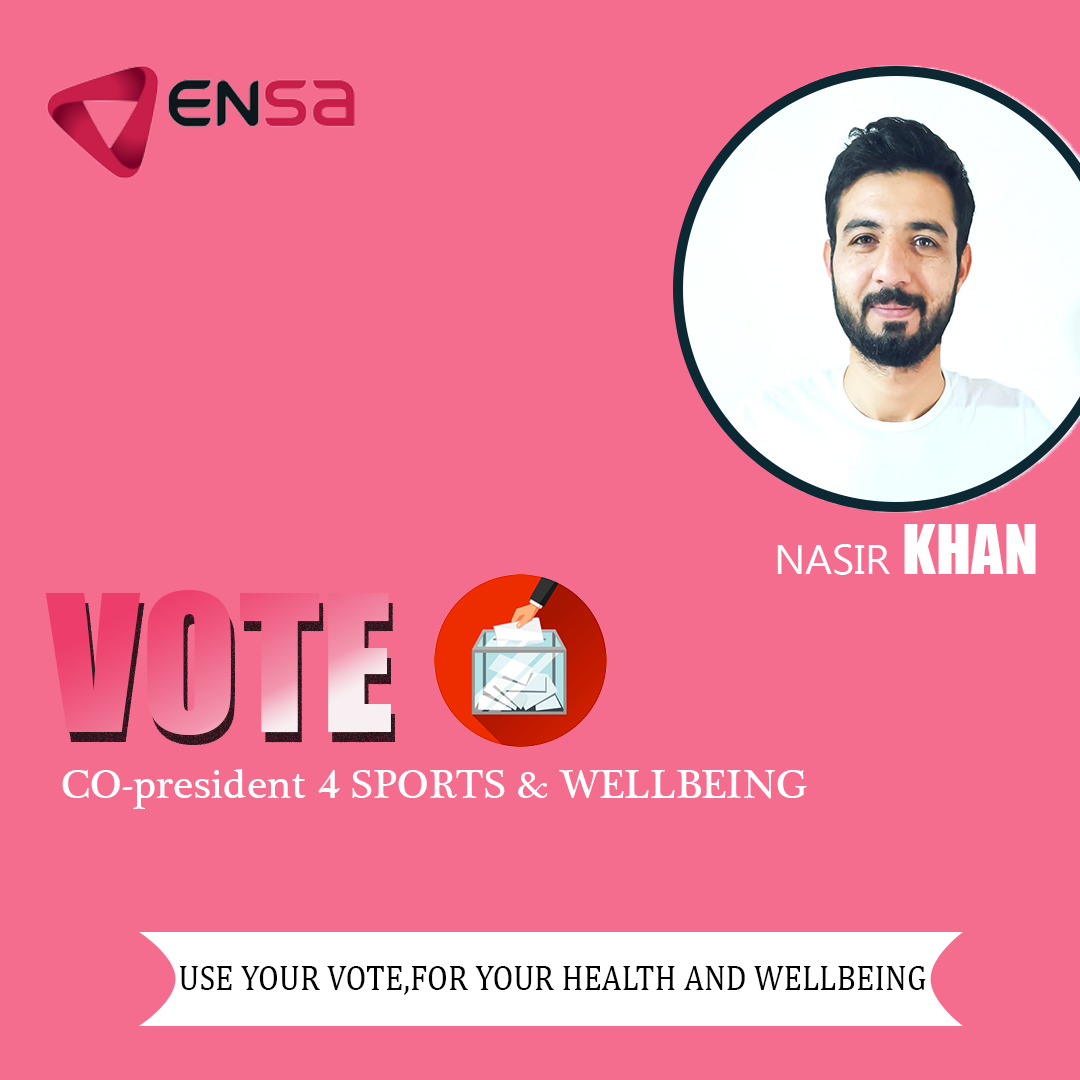 ENSA
NASIR KHAN
VOTE
CO-president 4 SPORTS & WELLBEING
USE YOUR VOTE,FOR YOUR HEALTH AND WELLBEING